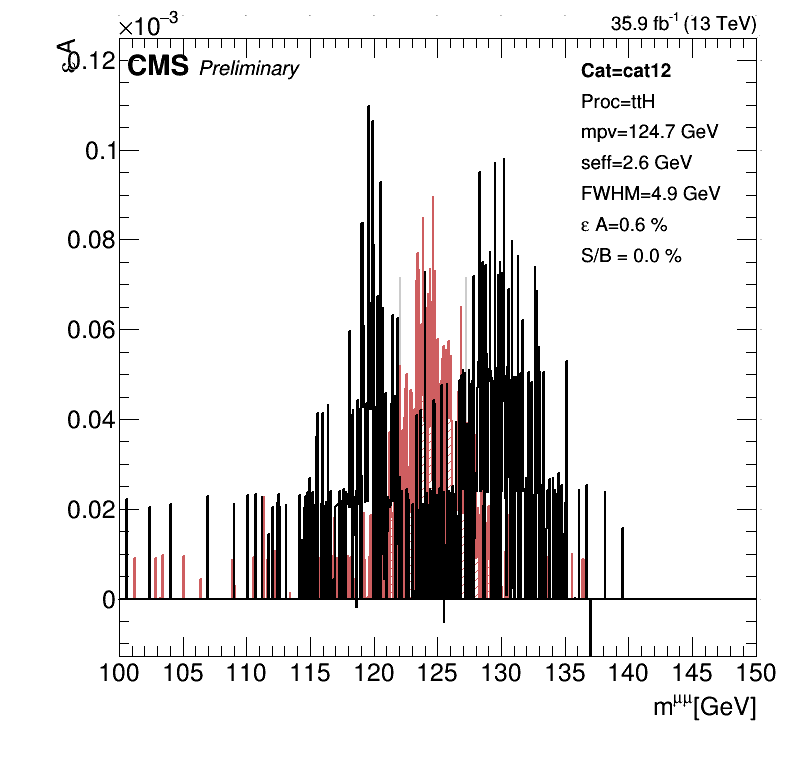 ×10⁻³
35.9 fb⁻¹ (13 TeV)
ε A
CMS Preliminary
Cat=cat12
Proc=ttH
mpv=124.7 GeV
seff=2.6 GeV
FWHM=4.9 GeV
ε A=0.6 %
S/B = 0.0 %
0.12
0.1
0.08
0.06
0.04
0.02
0
100 105 110 115 120 125 130 135 140 145 150
m^μμ[GeV]